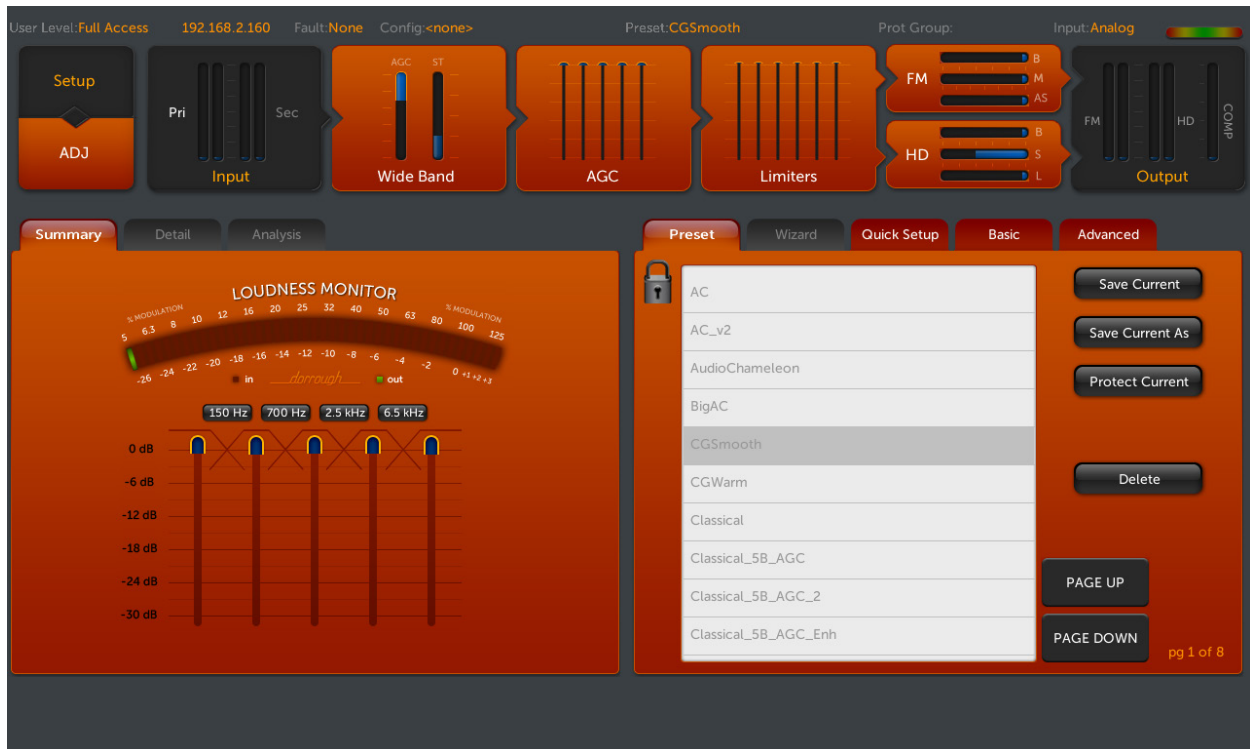 User Level:Full Access 192.168.2.160 Fault:None Config:<none> Preset:CGSmooth Prot Group: Input:Analog
Setup
ADJ
Pri
Sec
Input
AGC ST
Wide Band
AGC
Limiters
FM
B
M
AS
HD
B
S
L
FM
HD
COMP
Output
Summary Detail Analysis
LOUDNESS MONITOR
% MODULATION
% MODULATION
5 6.3 8 10 12 16 20 25 32 40 50 63 80 100 125
-26 -24 -22 -20 -18 -16 -14 -12 -10 -8 -6 -4 -2 0 +1 +2 +3
in dorrough out
150 Hz 700 Hz 2.5 kHz 6.5 kHz
0 dB
-6 dB
-12 dB
-18 dB
-24 dB
-30 dB
Preset Wizard Quick Setup Basic Advanced
AC
AC_v2
AudioChameleon
BigAC
CGSmooth
CGWarm
Classical
Classical_5B_AGC
Classical_5B_AGC_2
Classical_5B_AGC_Enh
Save Current
Save Current As
Protect Current
Delete
PAGE UP
PAGE DOWN
pg 1 of 8